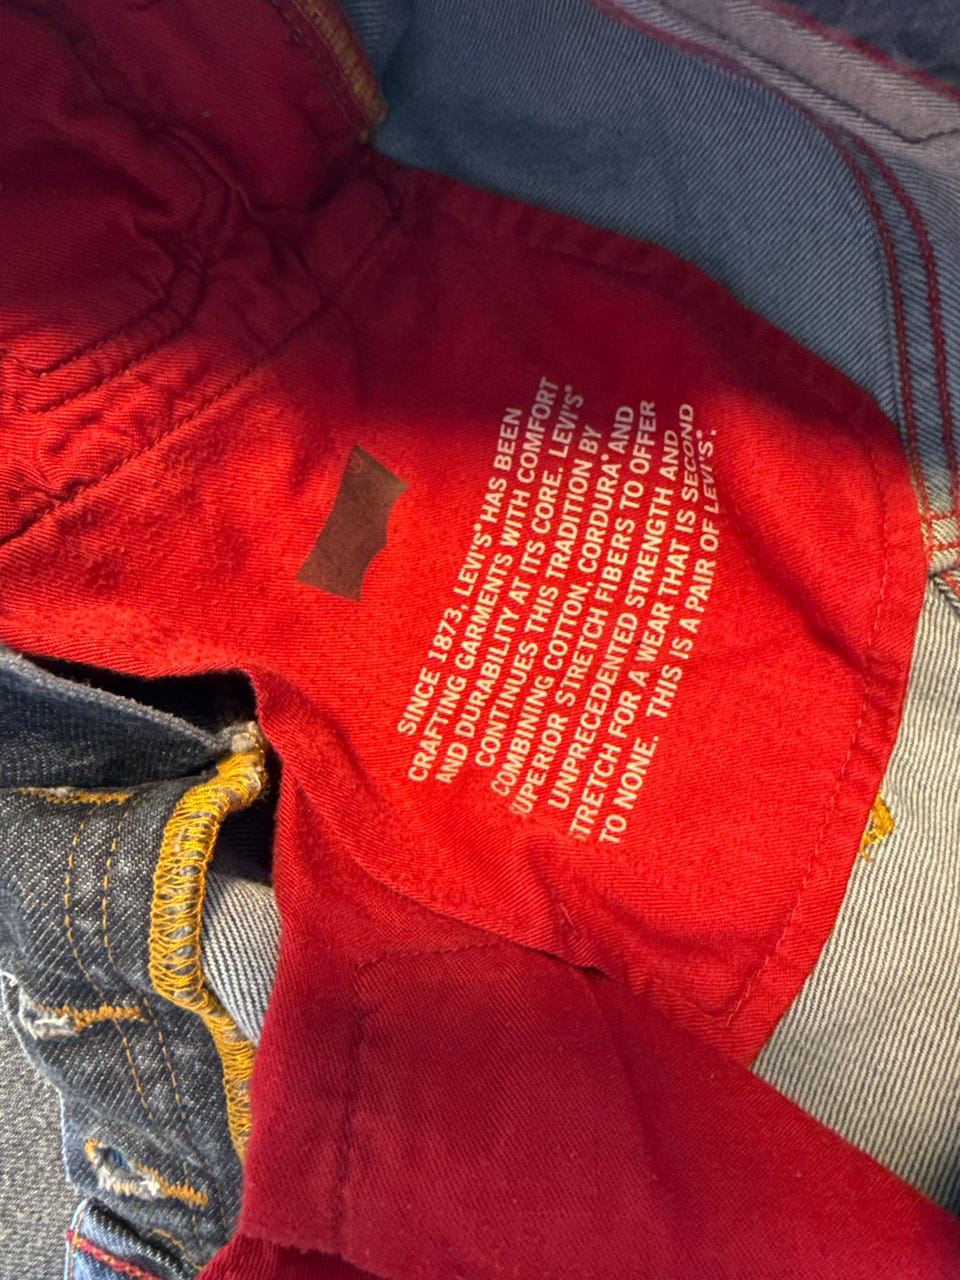 SINCE 1873, LEVI'S® HAS BEEN
CRAFTING GARMENTS WITH COMFORT
AND DURABILITY AT ITS CORE. LEVI'S®
CONTINUES THIS TRADITION BY
COMBINING COTTON, CORDURA® AND
SUPERIOR STRETCH FIBERS TO OFFER
UNPRECEDENTED STRENGTH AND
STRETCH FOR A WEAR THAT IS SECOND
TO NONE. THIS IS A PAIR OF LEVI'S®.